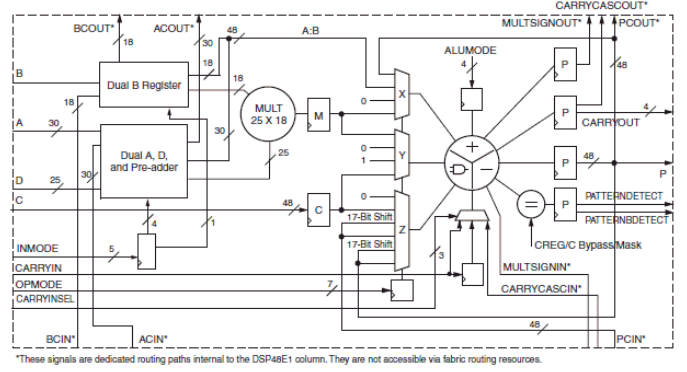 CARRYCASCOUT*
BCOUT* ACOUT* MULTSIGNOUT* PCOUT*
18 30 48 A:B ALUMODE
B 18 18 4 48
Dual B Register
18 0 X P
MULT
25 X 18
M P 4
CARRYOUT
A 30 30 0
1 Y
Dual A, D,
and Pre-adder
30 25 P 48
P
D 25
C 48 C 0
17-Bit Shift
Z
17-Bit Shift
P PATTERNDETECT
PATTERNBDETECT
4 1
INMODE 5 3 CREG/C Bypass/Mask
CARRYIN MULTSIGNIN*
OPMODE 7
CARRYINSEL CARRYCASCIN*
48
BCIN* ACIN* PCIN*
*These signals are dedicated routing paths internal to the DSP48E1 column. They are not accessible via fabric routing resources.